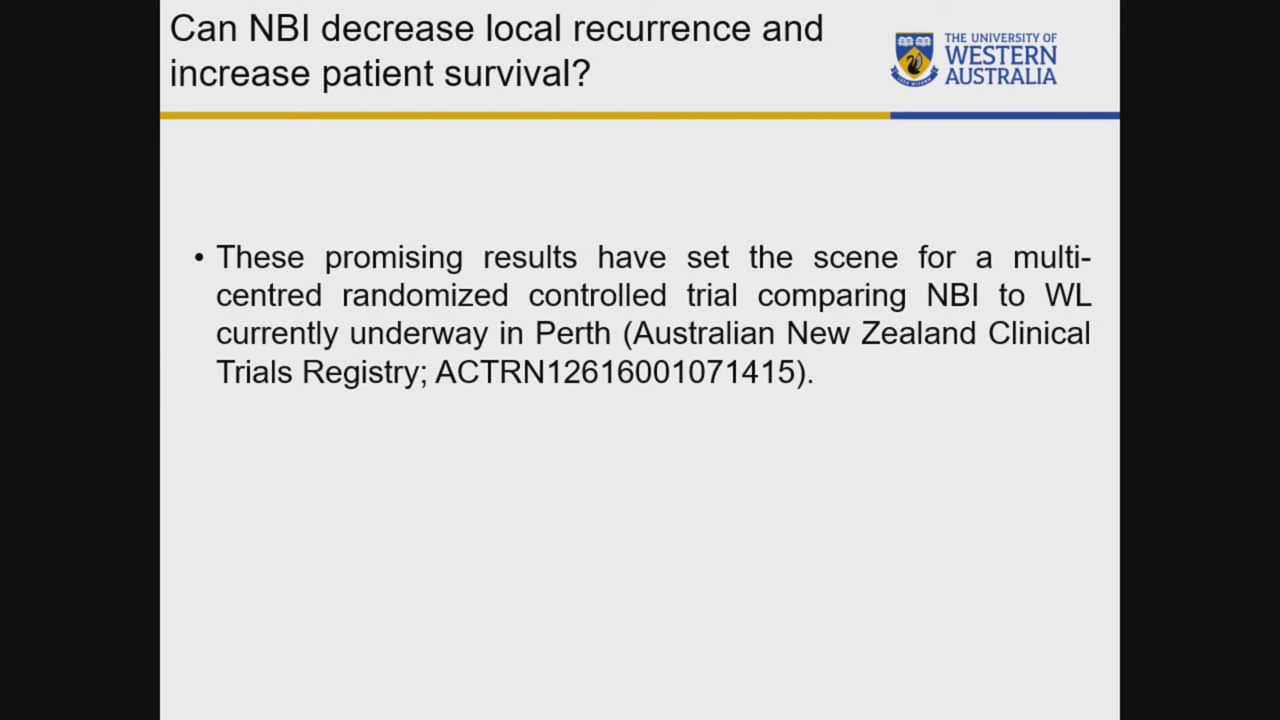 Can NBI decrease local recurrence and
increase patient survival?
THE UNIVERSITY OF
WESTERN
AUSTRALIA
• These promising results have set the scene for a multi-
centred randomized controlled trial comparing NBI to WL
currently underway in Perth (Australian New Zealand Clinical
Trials Registry; ACTRN12616001071415).